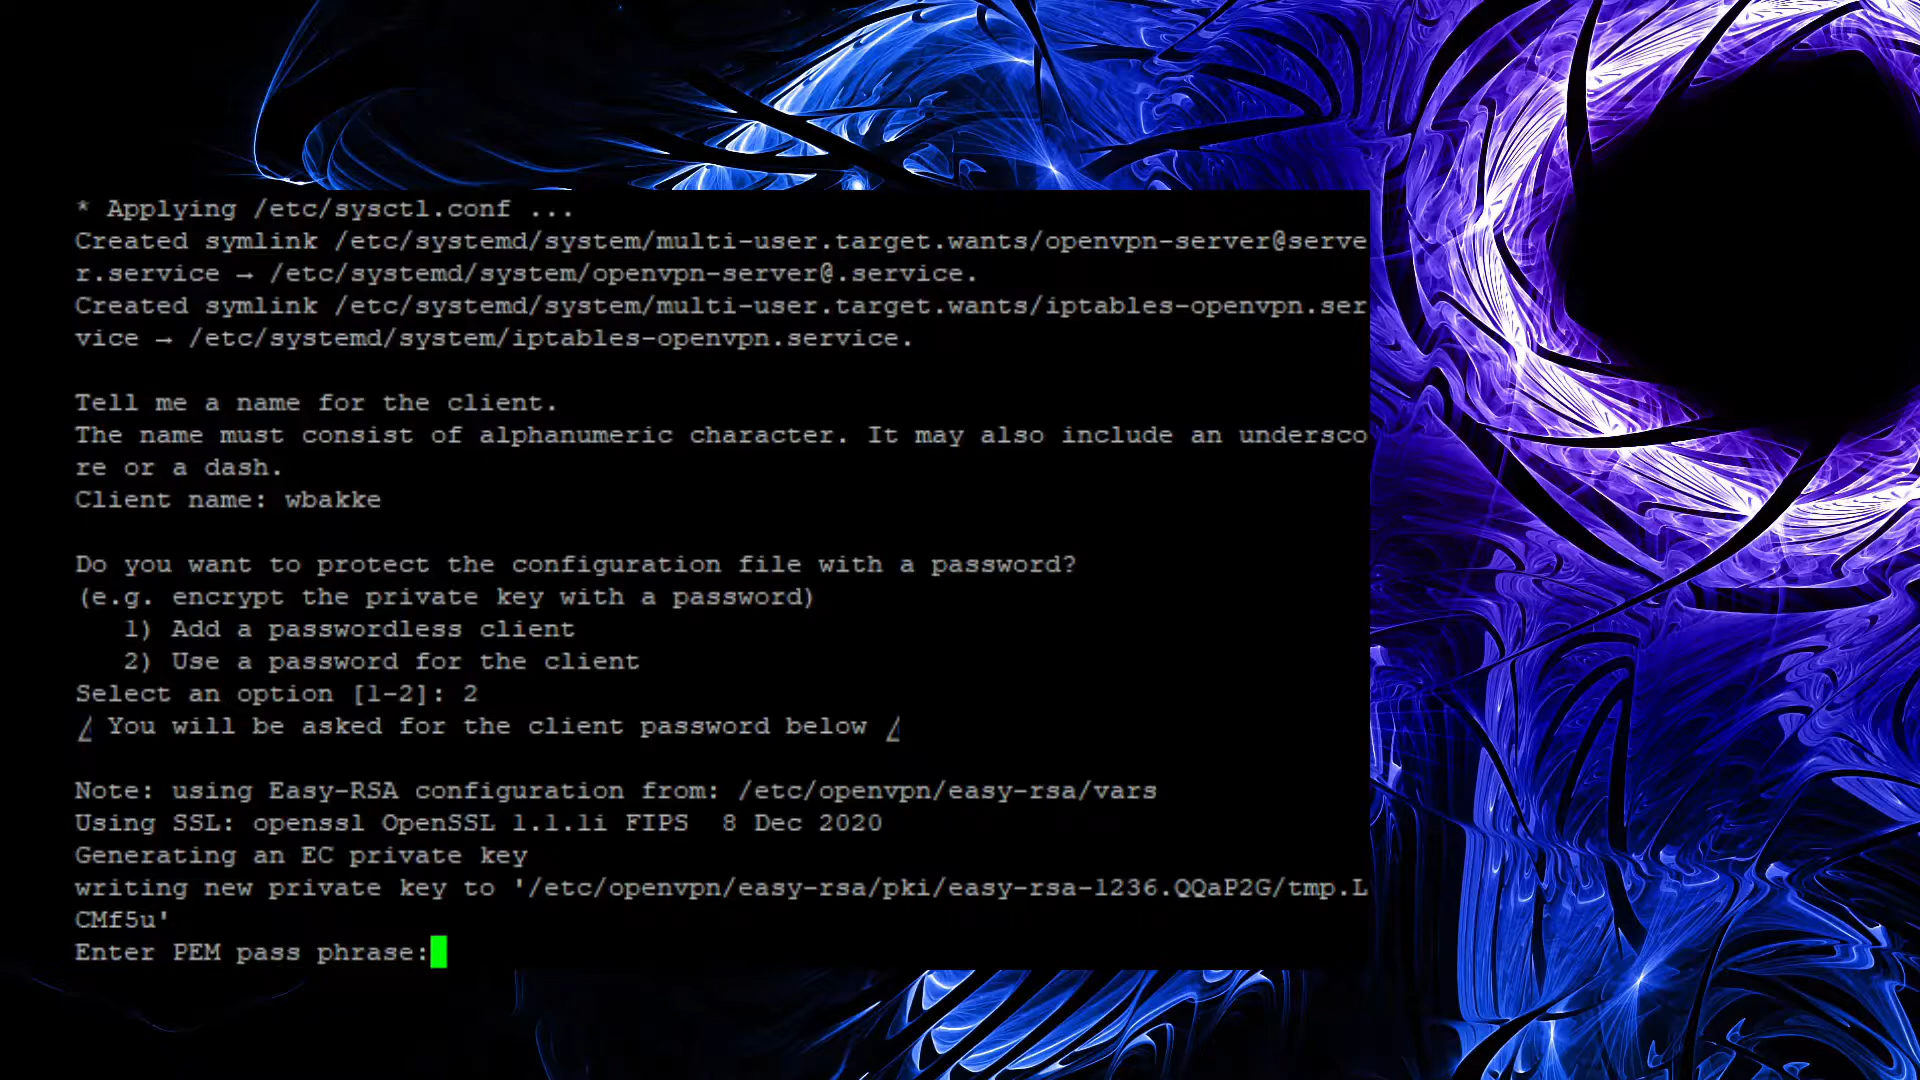 * Applying /etc/sysctl.conf ...
Created symlink /etc/systemd/system/multi-user.target.wants/openvpn-server@serve
r.service → /etc/systemd/system/openvpn-server@.service.
Created symlink /etc/systemd/system/multi-user.target.wants/iptables-openvpn.ser
vice → /etc/systemd/system/iptables-openvpn.service.
Tell me a name for the client.
The name must consist of alphanumeric character. It may also include an undersco
re or a dash.
Client name: wbakke
Do you want to protect the configuration file with a password?
(e.g. encrypt the private key with a password)
1) Add a passwordless client
2) Use a password for the client
Select an option [1-2]: 2
⚠ You will be asked for the client password below ⚠
Note: using Easy-RSA configuration from: /etc/openvpn/easy-rsa/vars
Using SSL: openssl OpenSSL 1.1.1i FIPS  8 Dec 2020
Generating an EC private key
writing new private key to '/etc/openvpn/easy-rsa/pki/easy-rsa-1236.QQaP2G/tmp.L
CMf5u'
Enter PEM pass phrase: